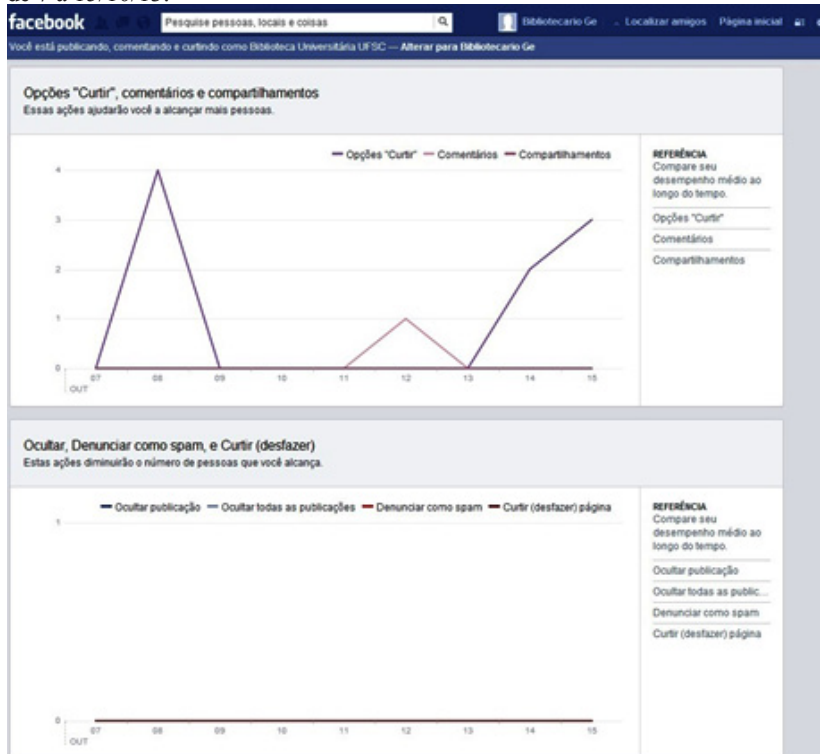 de 7 a 15/10/13.
facebook
Pesquise pessoas, locais e coisas
Bibliotecario Ge
Localizar amigos
Página inicial
Você está publicando, comentando e curtindo como Biblioteca Universitária UFSC — Alterar para Bibliotecario Ge
Opções "Curtir", comentários e compartilhamentos
Essas ações ajudarão você a alcançar mais pessoas.
Opções "Curtir"
Comentários
Compartilhamentos
4
3
2
1
0
07
08
09
10
11
12
13
14
15
OUT
REFERÊNCIA
Compare seu
desempenho médio ao
longo do tempo.
Opções "Curtir"
Comentários
Compartilhamentos
Ocultar, Denunciar como spam, e Curtir (desfazer)
Estas ações diminuirão o número de pessoas que você alcança.
Ocultar publicação
Ocultar todas as publicações
Denunciar como spam
Curtir (desfazer) página
1
0
07
08
09
10
11
12
13
14
15
OUT
REFERÊNCIA
Compare seu
desempenho médio ao
longo do tempo.
Ocultar publicação
Ocultar todas as public...
Denunciar como spam
Curtir (desfazer) página